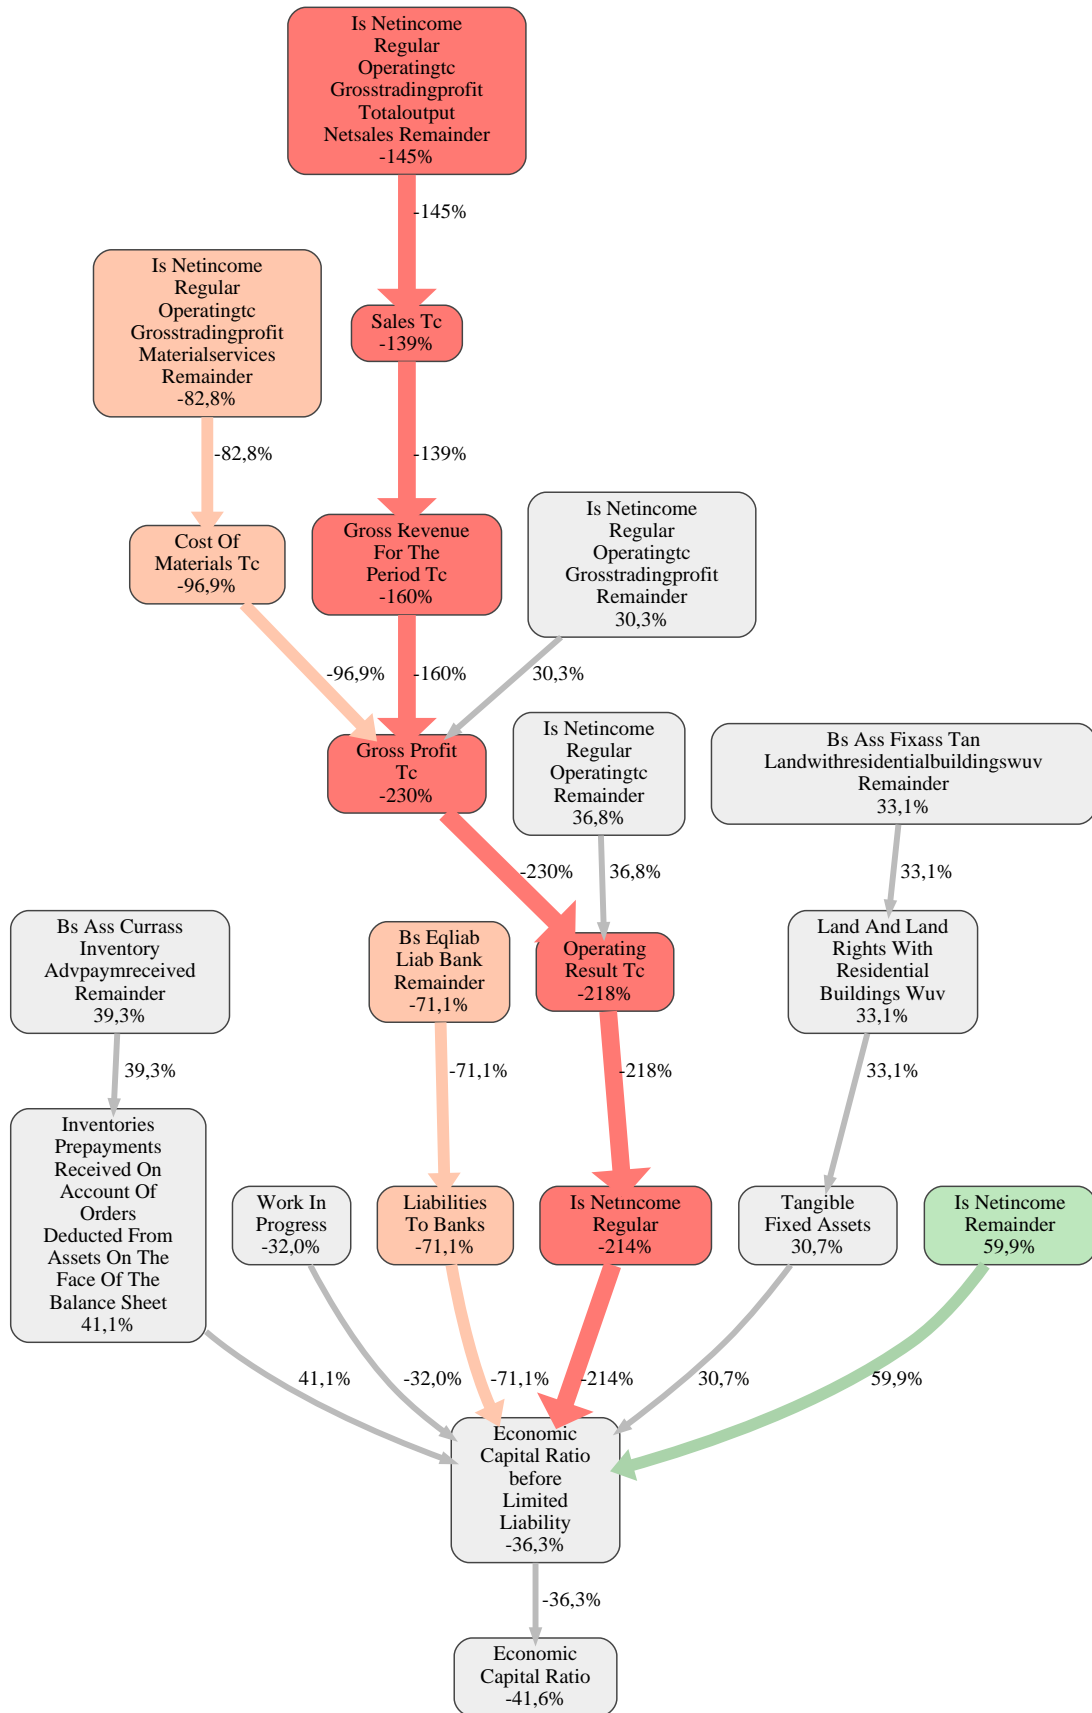 Is Netincome
Regular
Operatingtc
Grosstradingprofit
Totaloutput
Netsales Remainder
-145%
-145%
Is Netincome
Regular
Operatingtc
Grosstradingprofit
Materialservices
Remainder
-82,8%
Sales Tc
-139%
-82,8%
-139%
Is Netincome
Regular
Operatingtc
Grosstradingprofit
Remainder
30,3%
Cost Of
Materials Tc
-96,9%
Gross Revenue
For The
Period Tc
-160%
-96,9%
-160%
30,3%
Gross Profit
Tc
-230%
Is Netincome
Regular
Operatingtc
Remainder
36,8%
Bs Ass Fixass Tan
Landwithresidentialbuildingswuv
Remainder
33,1%
-230%
36,8%
33,1%
Bs Ass Currass
Inventory
Advpaymreceived
Remainder
39,3%
Bs Eqliab
Liab Bank
Remainder
-71,1%
Operating
Result Tc
-218%
Land And Land
Rights With
Residential
Buildings Wuv
33,1%
39,3%
-71,1%
-218%
33,1%
Inventories
Prepayments
Received On
Account Of
Orders
Deducted From
Assets On The
Face Of The
Balance Sheet
41,1%
Work In
Progress
-32,0%
Liabilities
To Banks
-71,1%
Is Netincome
Regular
-214%
Tangible
Fixed Assets
30,7%
Is Netincome
Remainder
59,9%
41,1%
-32,0%
-71,1%
-214%
30,7%
59,9%
Economic
Capital Ratio
before
Limited
Liability
-36,3%
-36,3%
Economic
Capital Ratio
-41,6%